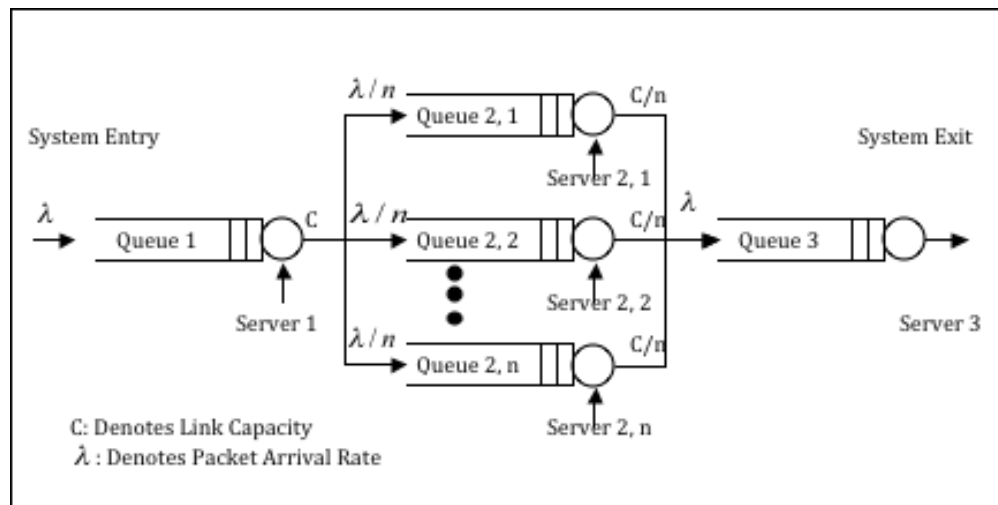 λ / n
C/n
Queue 2, 1
System Entry
System Exit
Server 2, 1
λ
λ / n
C/n
λ
C
Queue 1
Queue 2, 2
Queue 3
Server 2, 2
Server 1
Server 3
λ / n
C/n
Queue 2, n
C: Denotes Link Capacity
Server 2, n
λ : Denotes Packet Arrival Rate